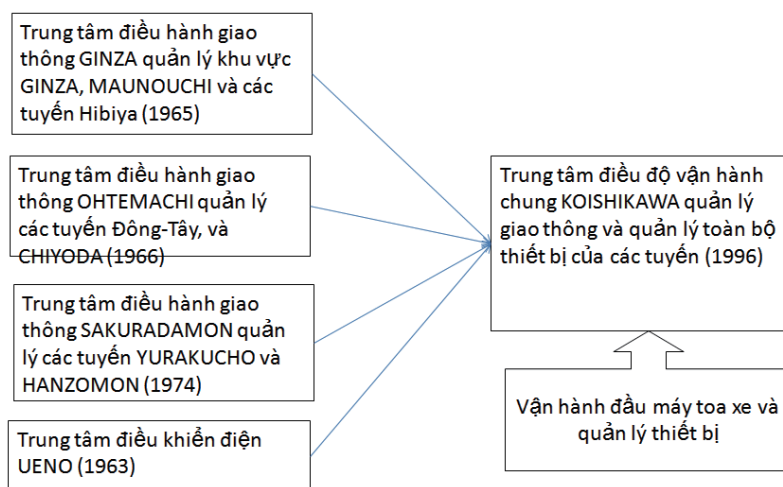 Trung tâm điều hành giao
thông GINZA quản lý khu vực
GINZA, MAUNOUCHI và các
tuyến Hibiya (1965)
Trung tâm điều hành giao
thông OHTEMACHI quản lý
các tuyến Đông-Tây, và
CHIYODA (1966)
Trung tâm điều hành giao
thông SAKURADAMON quản
lý các tuyến YURAKUCHO và
HANZOMON (1974)
Trung tâm điều khiển điện
UENO (1963)
Trung tâm điều độ vận hành
chung KOISHIKAWA quản lý
giao thông và quản lý toàn bộ
thiết bị của các tuyến (1996)
Vận hành đầu máy toa xe và
quản lý thiết bị